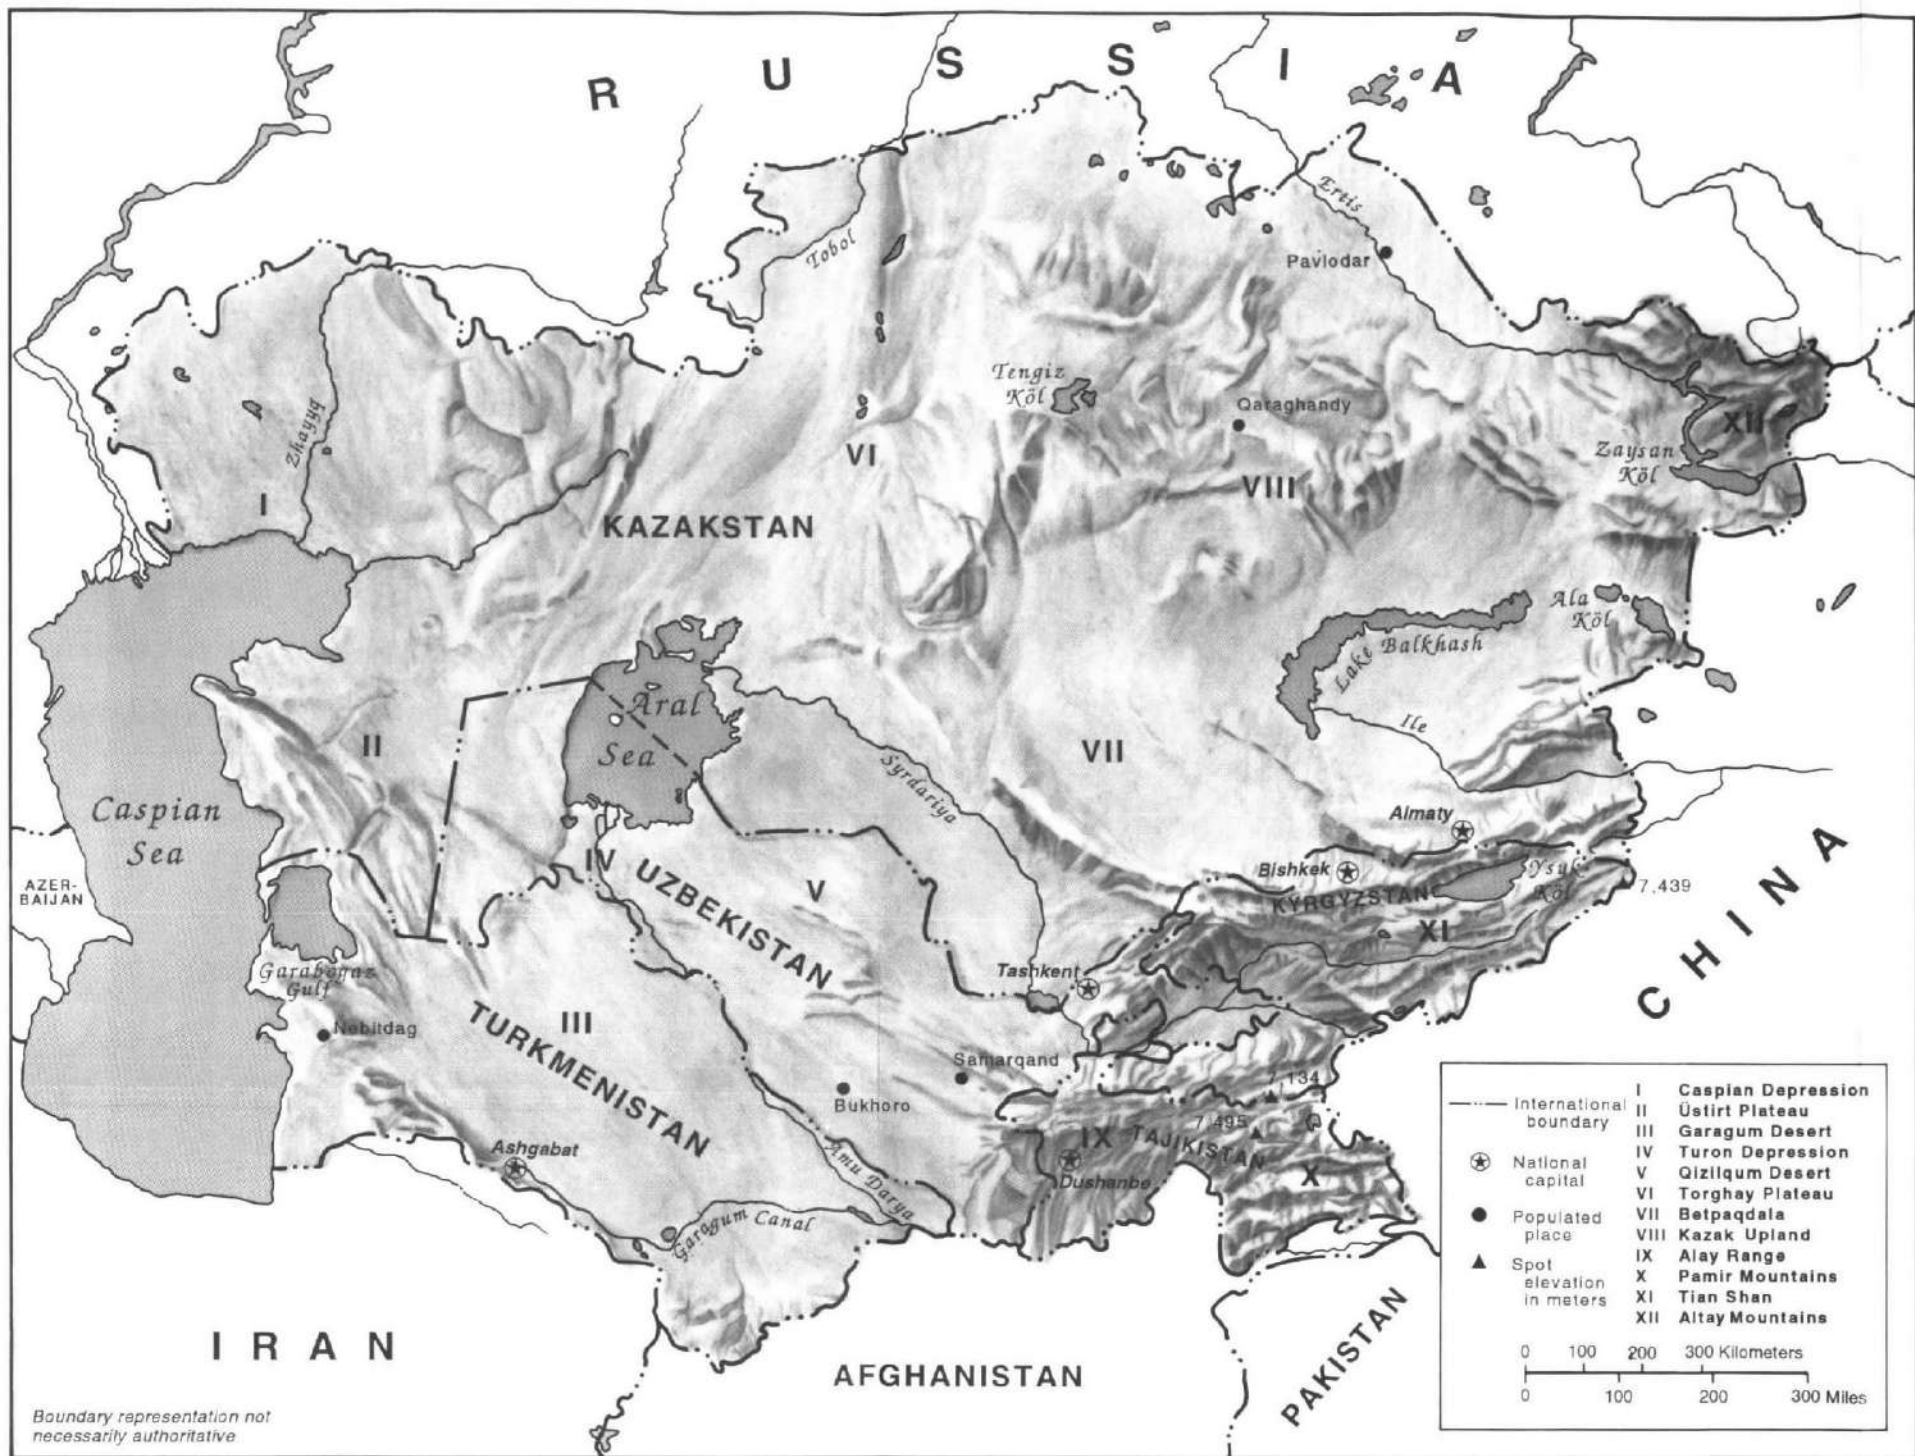 RUSSIA
Ertis
Tobol
Pavlodar
Tengiz
Köl
Qaraghandy
Zhayyq
VI
XII
Zaysan
Köl
I
VIII
KAZAKSTAN
Ala
Köl
Lake Balkhash
Aral
Sea
II
VII
Ile
Syrdariya
Caspian
Sea
Almaty
IV
UZBEKISTAN
V
Bishkek
Ysuk
Köl
AZER-
BAIJAN
KYRGYZSTAN
7,439
XI
CHINA
Garabogaz
Gulf
Tashkent
Nebitdag
III
TURKMENISTAN
Samarqand
7,134
Bukhoro
7,495
IX
TAJIKISTAN
X
Ashgabat
Amu Darya
Dushanbe
Garagum Canal
IRAN
AFGHANISTAN
PAKISTAN
International
boundary
National
capital
Populated
place
Spot
elevation
in meters
I Caspian Depression
II Üstirt Plateau
III Garagum Desert
IV Turon Depression
V Qizilqum Desert
VI Torghay Plateau
VII Betpaqdala
VIII Kazak Upland
IX Alay Range
X Pamir Mountains
XI Tian Shan
XII Altay Mountains
0 100 200 300 Kilometers
0 100 200 300 Miles
Boundary representation not
necessarily authoritative